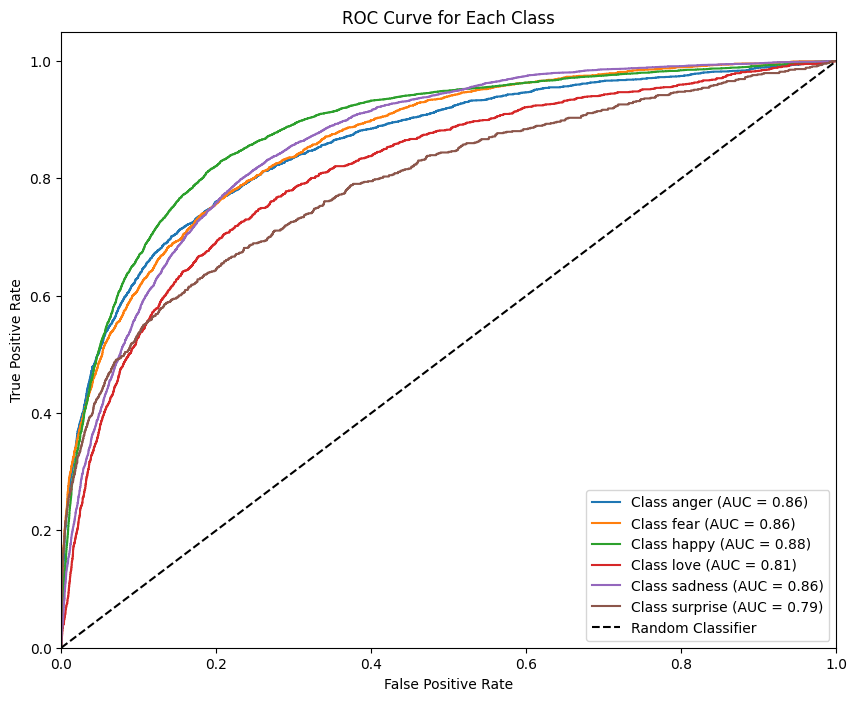 ROC Curve for Each Class
True Positive Rate
1.0
0.8
0.6
0.4
0.2
0.0
Class anger (AUC = 0.86)
Class fear (AUC = 0.86)
Class happy (AUC = 0.88)
Class love (AUC = 0.81)
Class sadness (AUC = 0.86)
Class surprise (AUC = 0.79)
Random Classifier
0.0 0.2 0.4 0.6 0.8 1.0
False Positive Rate